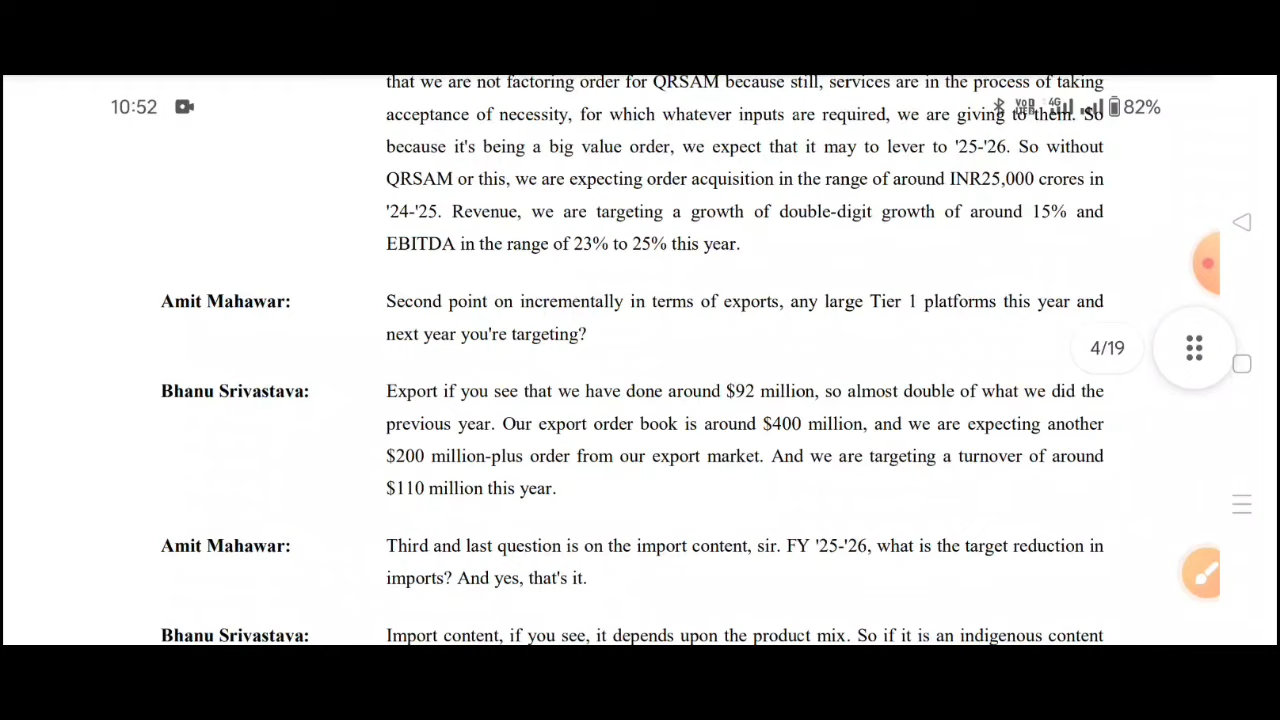 that we are not factoring order for QRSAM because still, services are in the process of taking
10:52
82%
acceptance of necessity, for which whatever inputs are required, we are giving to them. So
because it's being a big value order, we expect that it may to lever to '25-'26. So without
QRSAM or this, we are expecting order acquisition in the range of around INR25,000 crores in
'24-'25. Revenue, we are targeting a growth of double-digit growth of around 15% and
EBITDA in the range of 23% to 25% this year.
Amit Mahawar: Second point on incrementally in terms of exports, any large Tier 1 platforms this year and
next year you're targeting?
4/19
Bhanu Srivastava: Export if you see that we have done around $92 million, so almost double of what we did the
previous year. Our export order book is around $400 million, and we are expecting another
$200 million-plus order from our export market. And we are targeting a turnover of around
$110 million this year.
Amit Mahawar: Third and last question is on the import content, sir. FY '25-'26, what is the target reduction in
imports? And yes, that's it.
Bhanu Srivastava: Import content, if you see, it depends upon the product mix. So if it is an indigenous content